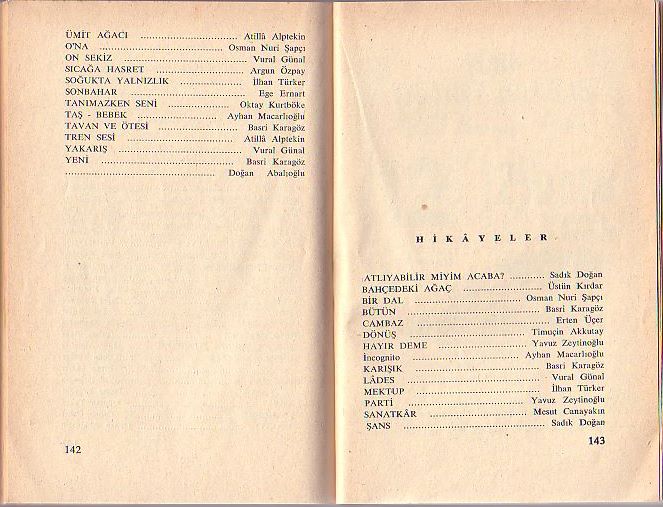 ÜMİT AĞACI ............................ Atillâ Alptekin
O'NA ............................ Osman Nuri Şapçı
ON SEKİZ ............................ Vural Günal
SICAĞA HASRET ............................ Argun Özpay
SOĞUKTA YALNIZLIK ............................ İlhan Türker
SONBAHAR ............................ Ege Ernart
TANIMAZKEN SENİ ............................ Oktay Kurtböke
TAŞ - BEBEK ............................ Ayhan Macarlıoğlu
TAVAN VE ÖTESİ ............................ Basri Karagöz
TREN SESİ ............................ Atillâ Alptekin
YAKARIŞ ............................ Vural Günal
YENİ ............................ Basri Karagöz
............................ Doğan Abalıoğlu
142
HİKÂYELER
ATLIYABİLİR MİYİM ACABA? ............ Sadık Doğan
BAHÇEDEKİ AĞAÇ ............................ Üstün Kırdar
BİR DAL ............................ Osman Nuri Şapçı
BÜTÜN ............................ Basri Karagöz
CAMBAZ ............................ Erten Üçer
DÖNÜŞ ............................ Timuçin Akkutay
HAYIR DEME ............................ Yavuz Zeytinoğlu
İncognito ............................ Ayhan Macarlıoğlu
KARIŞIK ............................ Basri Karagöz
LÂDES ............................ Vural Günal
MEKTUP ............................ İlhan Türker
PARTİ ............................ Yavuz Zeytinoğlu
SANATKÂR ............................ Mesut Canayakın
ŞANS ............................ Sadık Doğan
143